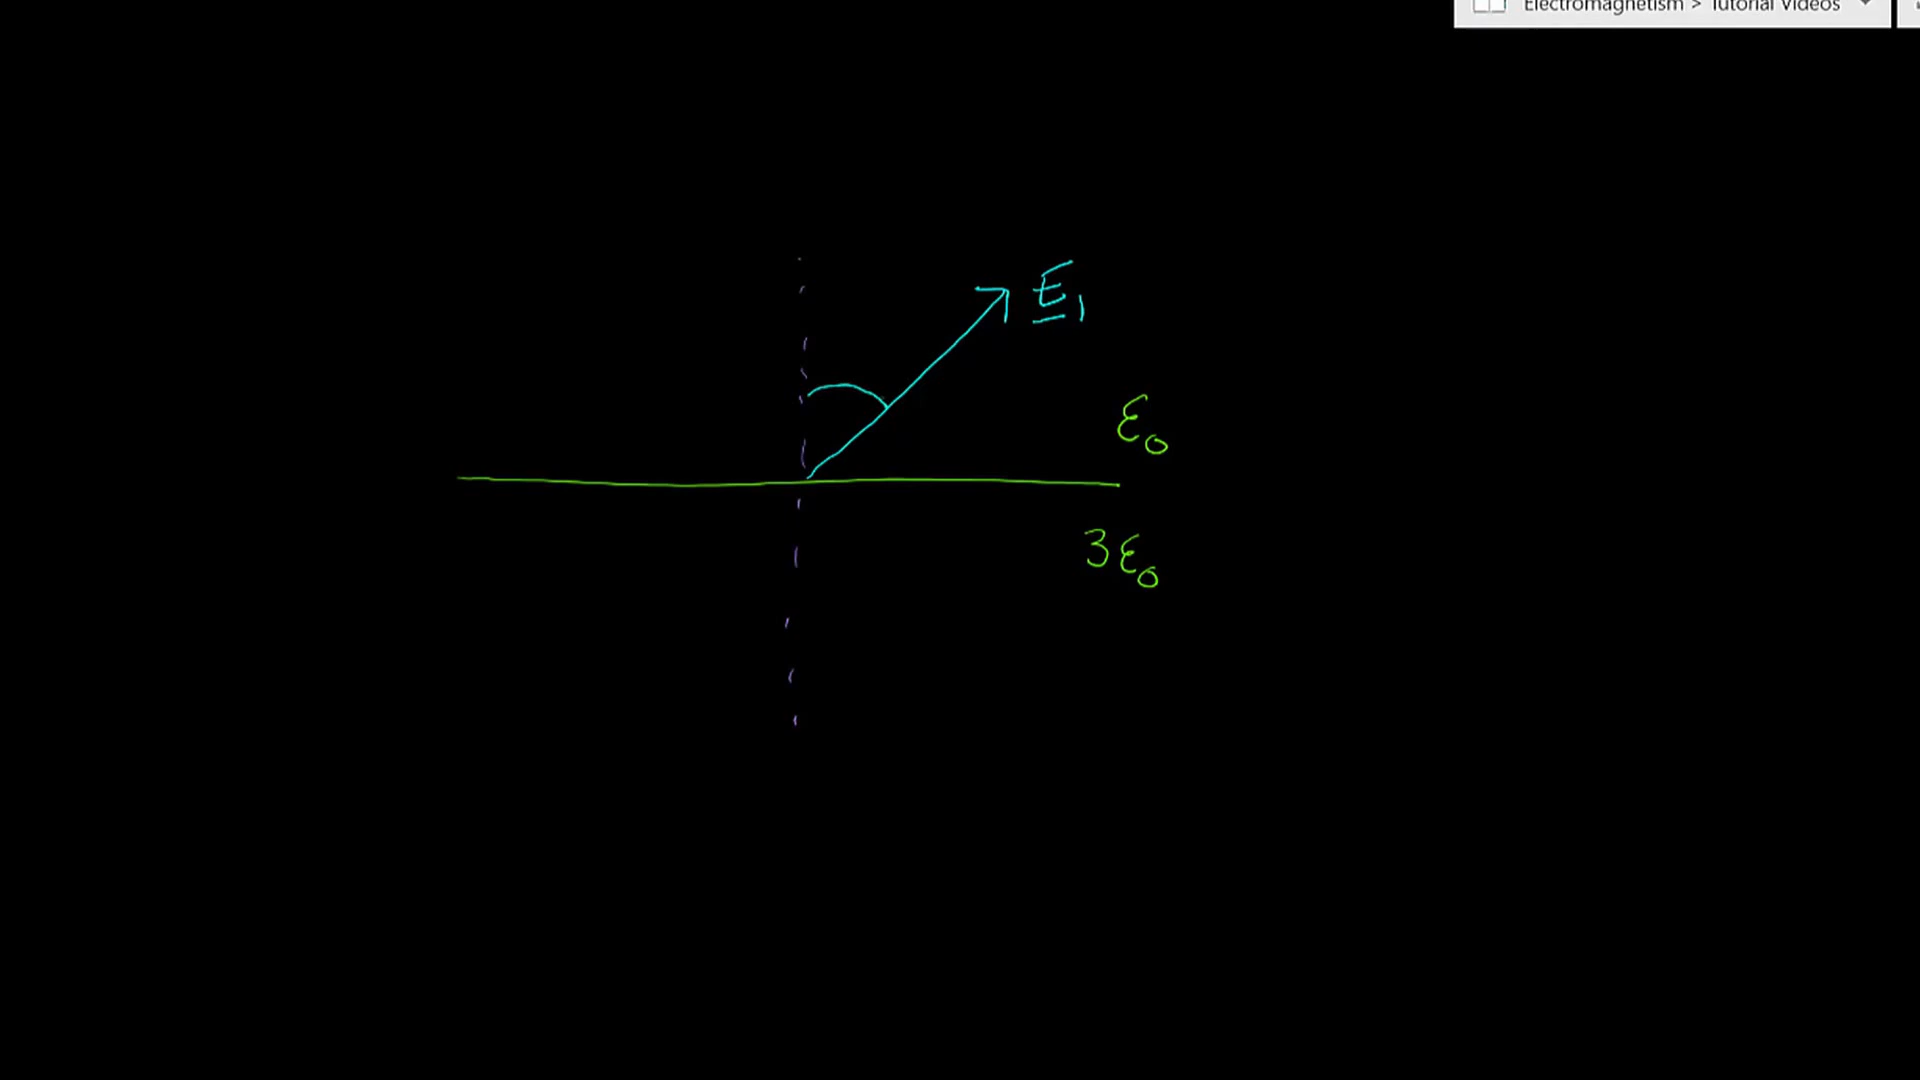 Electromagnetism > Tutorial Videos
E₁
ε₀
3ε₀